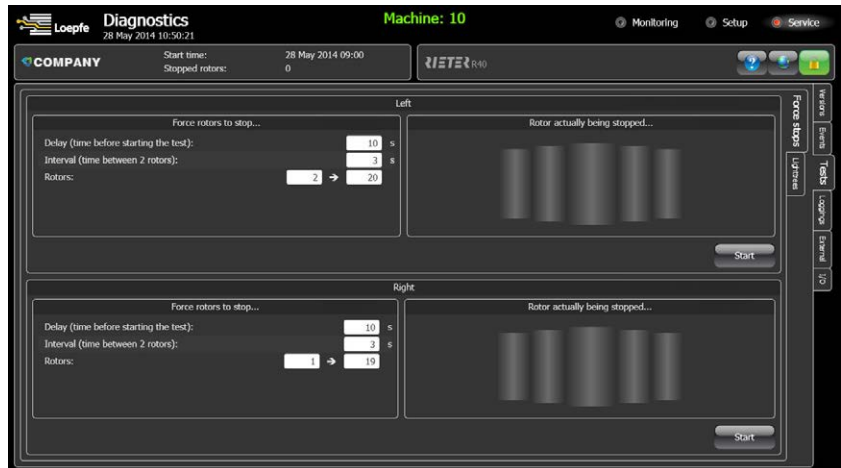 Loepfe
Diagnostics
28 May 2014 10:50:21
Machine: 10
Monitoring
Setup
Service
COMPANY
Start time: 28 May 2014 09:00
Stopped rotors: 0
RIETER R40
Left
Force rotors to stop...
Delay (time before starting the test): 10 s
Interval (time between 2 rotors): 3 s
Rotors: 2 → 20
Rotor actually being stopped...
Start
Right
Force rotors to stop...
Delay (time before starting the test): 10 s
Interval (time between 2 rotors): 3 s
Rotors: 1 → 19
Rotor actually being stopped...
Start
Force stops
Lighttrees
Versions
Events
Tests
Loggings
External
I/O